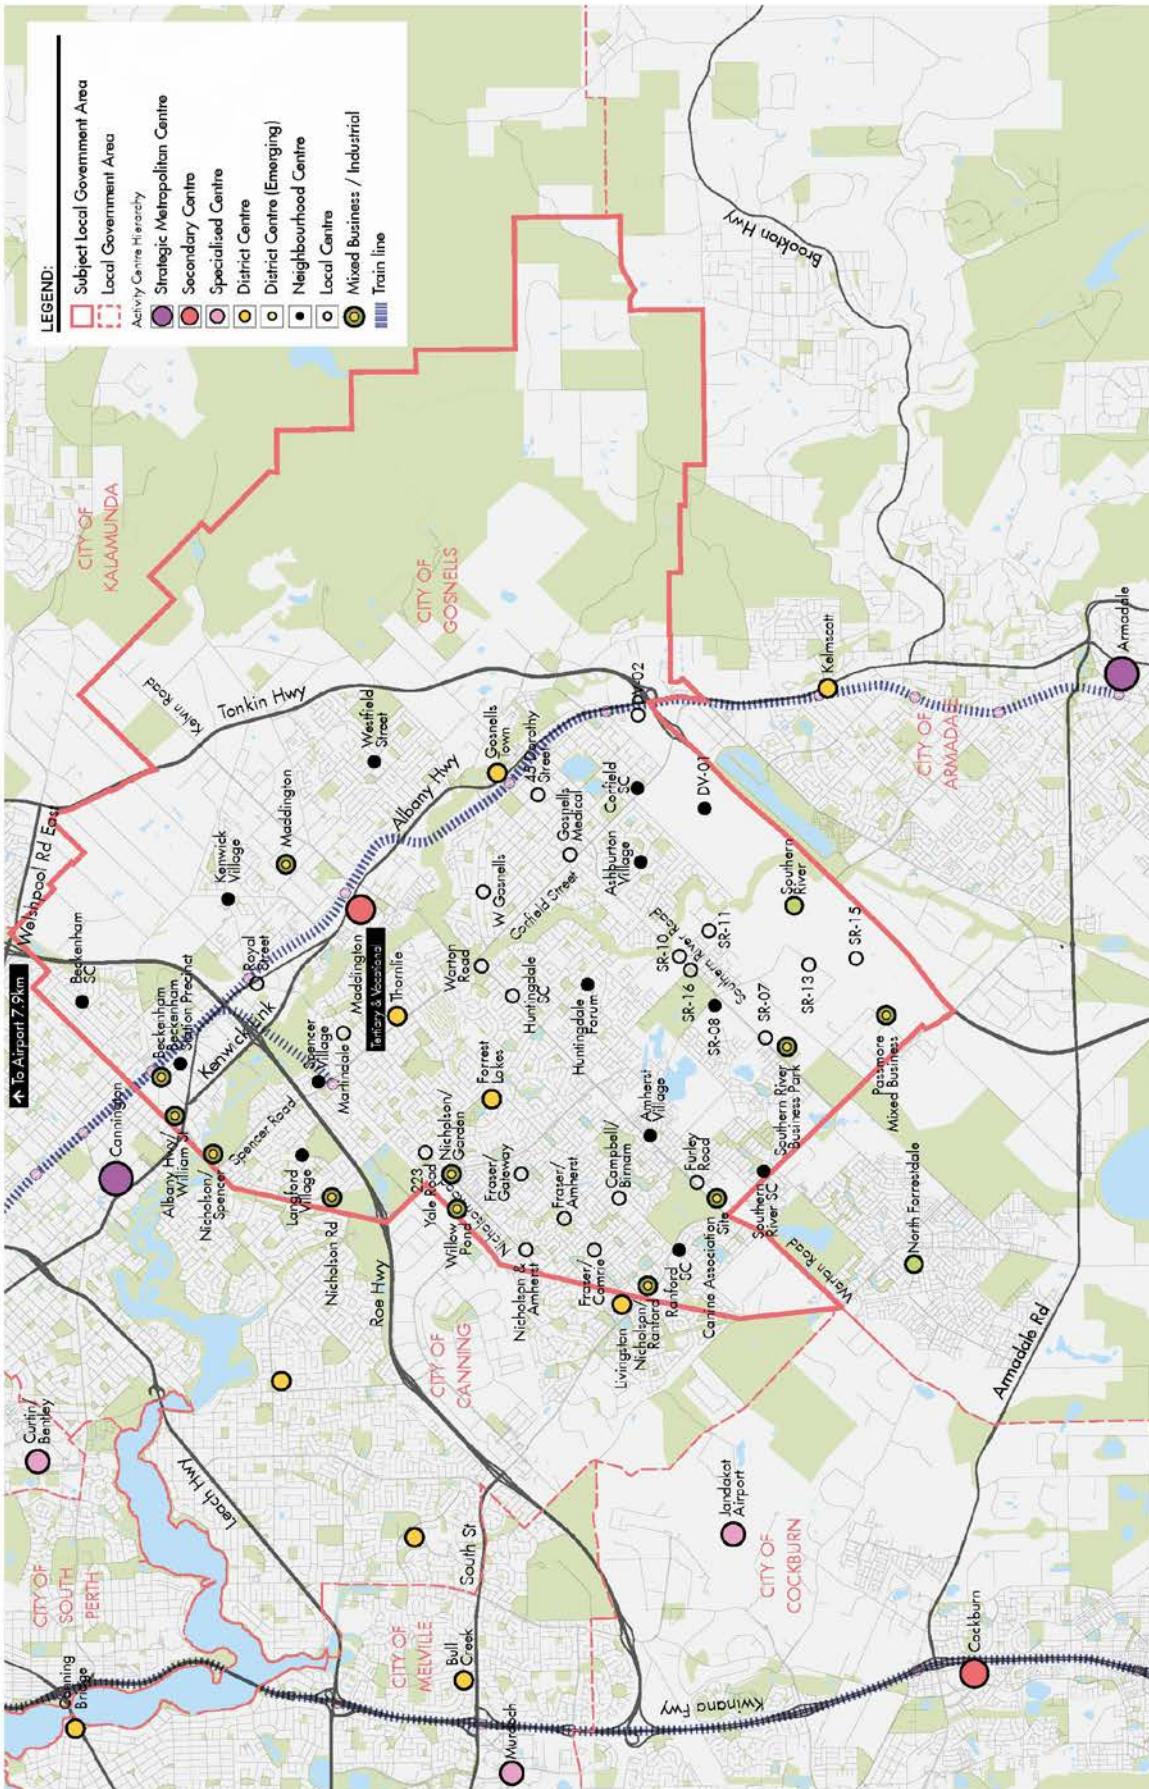 LEGEND:
Subject Local Government Area
Local Government Area
Activity Centre Hierarchy
Strategic Metropolitan Centre
Secondary Centre
Specialised Centre
District Centre
District Centre (Emerging)
Neighbourhood Centre
Local Centre
Mixed Business / Industrial
Train line
↑ To Airport 7.9km
Welshpool Rd East
CITY OF
KALAMUNDA
Curtin/
Bentley
Cannington
Beckenham
SC
Beckenham
Beckenham
Station Precinct
Albany Hwy/
William St
Nicholson/
Spencer
Kenwick Link
Spencer Road
Royal
Street
Kenwick
Village
Maddington
Kelvin Road
Tonkin Hwy
CITY OF
SOUTH
PERTH
Canning
Bridge
Leach Hwy
Langford
Village
Nicholson Rd
Spencer
Village
Martindale
Maddington
Tertiary & Vocational
Thornlie
Westfield
Street
Albany Hwy
CITY OF
GOSNELLS
Roe Hwy
CITY OF
CANNING
CITY OF
MELVILLE
Bull
Creek
South St
Murdoch
223
Yale Road
Nicholson/
Garden
Willow
Pond
Forrest
Lakes
Warton
Road
W Gosnells
Gosnells
Town
45 Dorothy
Street
Gosnells
Medical
Corfield Street
Huntingdale
SC
Huntingdale
Forum
Fraser/
Gateway
Nicholson &
Amherst
Fraser/
Amherst
Fraser/
Comrie
Campbell/
Birnam
Amherst
Village
Ashburton
Village
Corfield
SC
DV-02
DV-01
Livingston
Nicholson/
Ranford
Ranford
SC
Furley
Road
Canine Association
Site
SR-10
SR-16
SR-11
SR-08
Southern River Road
SR-07
SR-13
SR-15
Southern
River
Southern River
Business Park
Southern
River SC
Warton Road
Passmore
Mixed Business
North Forrestdale
Jandakot
Airport
CITY OF
COCKBURN
Kwinana
Fwy
Cockburn
Armadale Rd
Kelmscott
CITY OF
ARMADALE
Armadale
Brookton Hwy